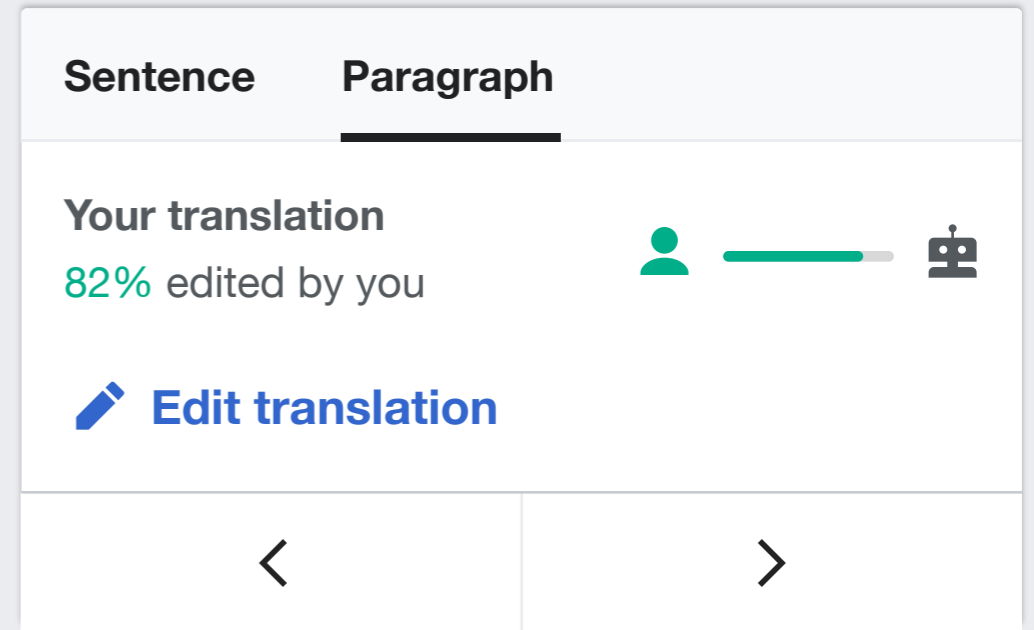 Sentence Paragraph
Your translation
82% edited by you
Edit translation